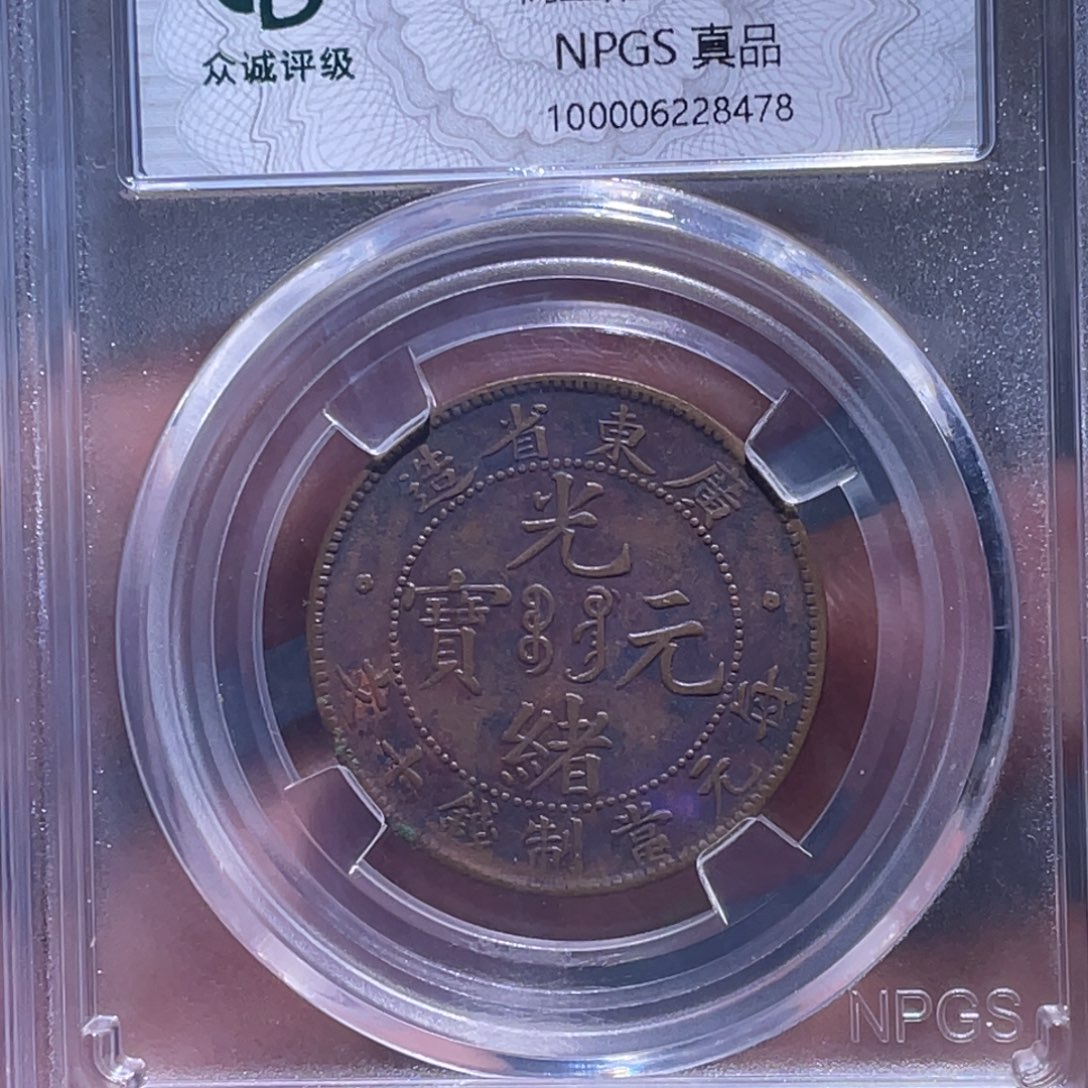 众诚评级
NPGS 真品
100006228478
廣東省造
光緒元寶
每元當制錢十文
NPGS